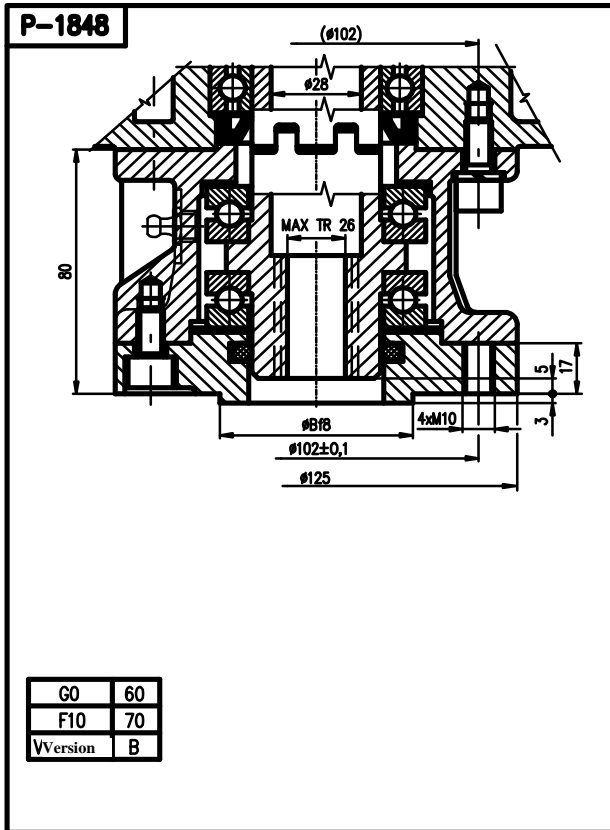 P-1848
(ø102)
ø28
MAX TR 26
80
5
17
3
øBf8
4xM10
ø102±0,1
ø125
G0 60
F10 70
VVersion B